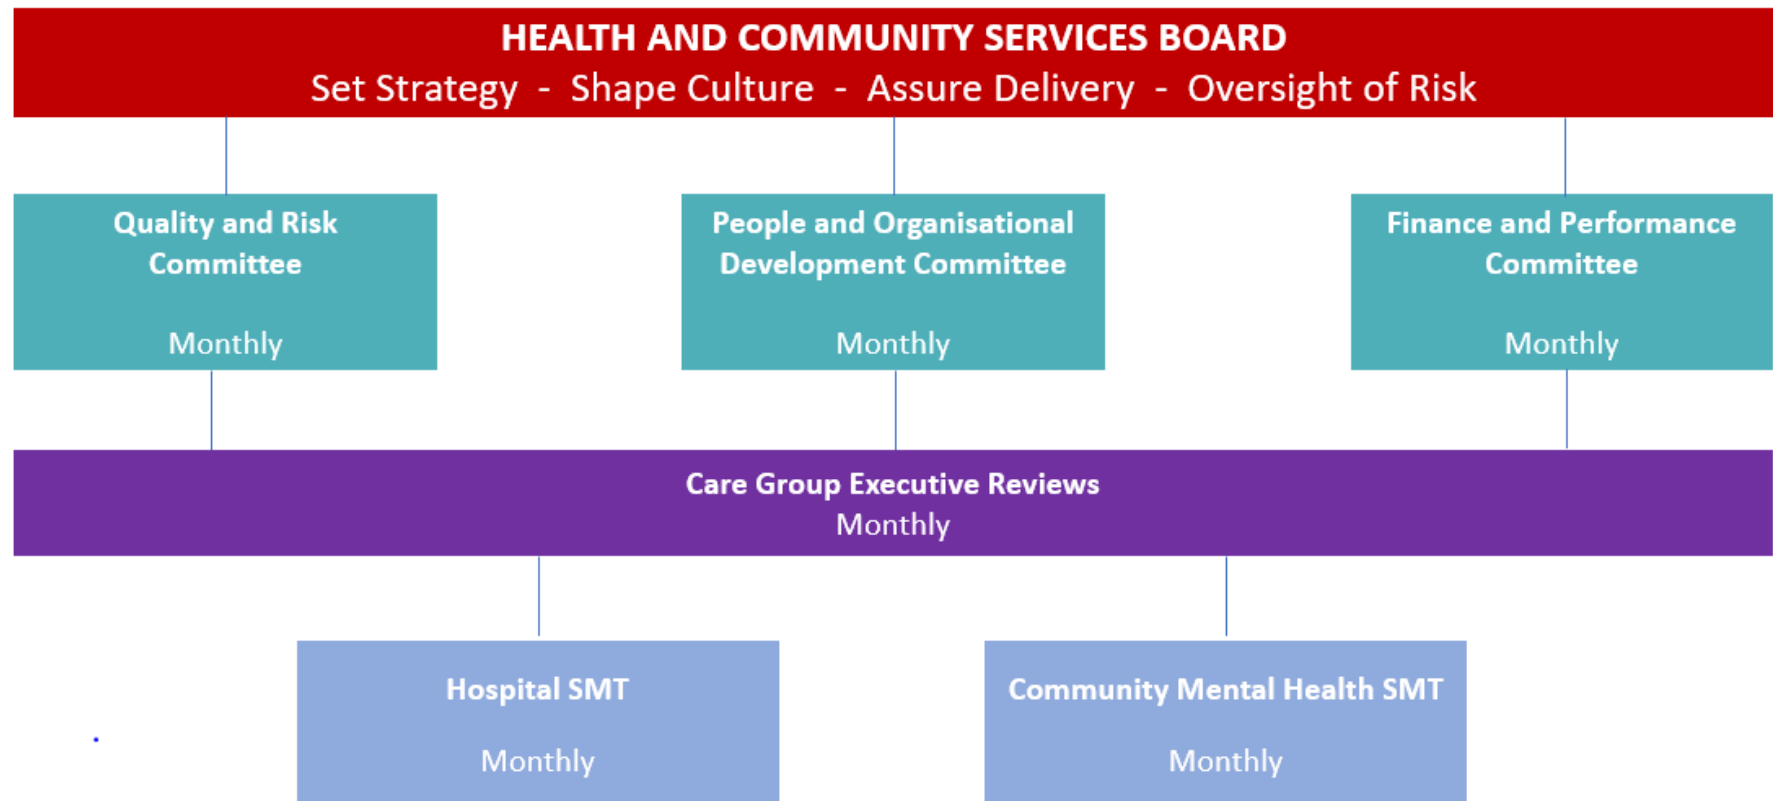 HEALTH AND COMMUNITY SERVICES BOARD
Set Strategy - Shape Culture - Assure Delivery - Oversight of Risk
Quality and Risk
Committee
Monthly
People and Organisational
Development Committee
Monthly
Finance and Performance
Committee
Monthly
Care Group Executive Reviews
Monthly
Hospital SMT
Monthly
Community Mental Health SMT
Monthly